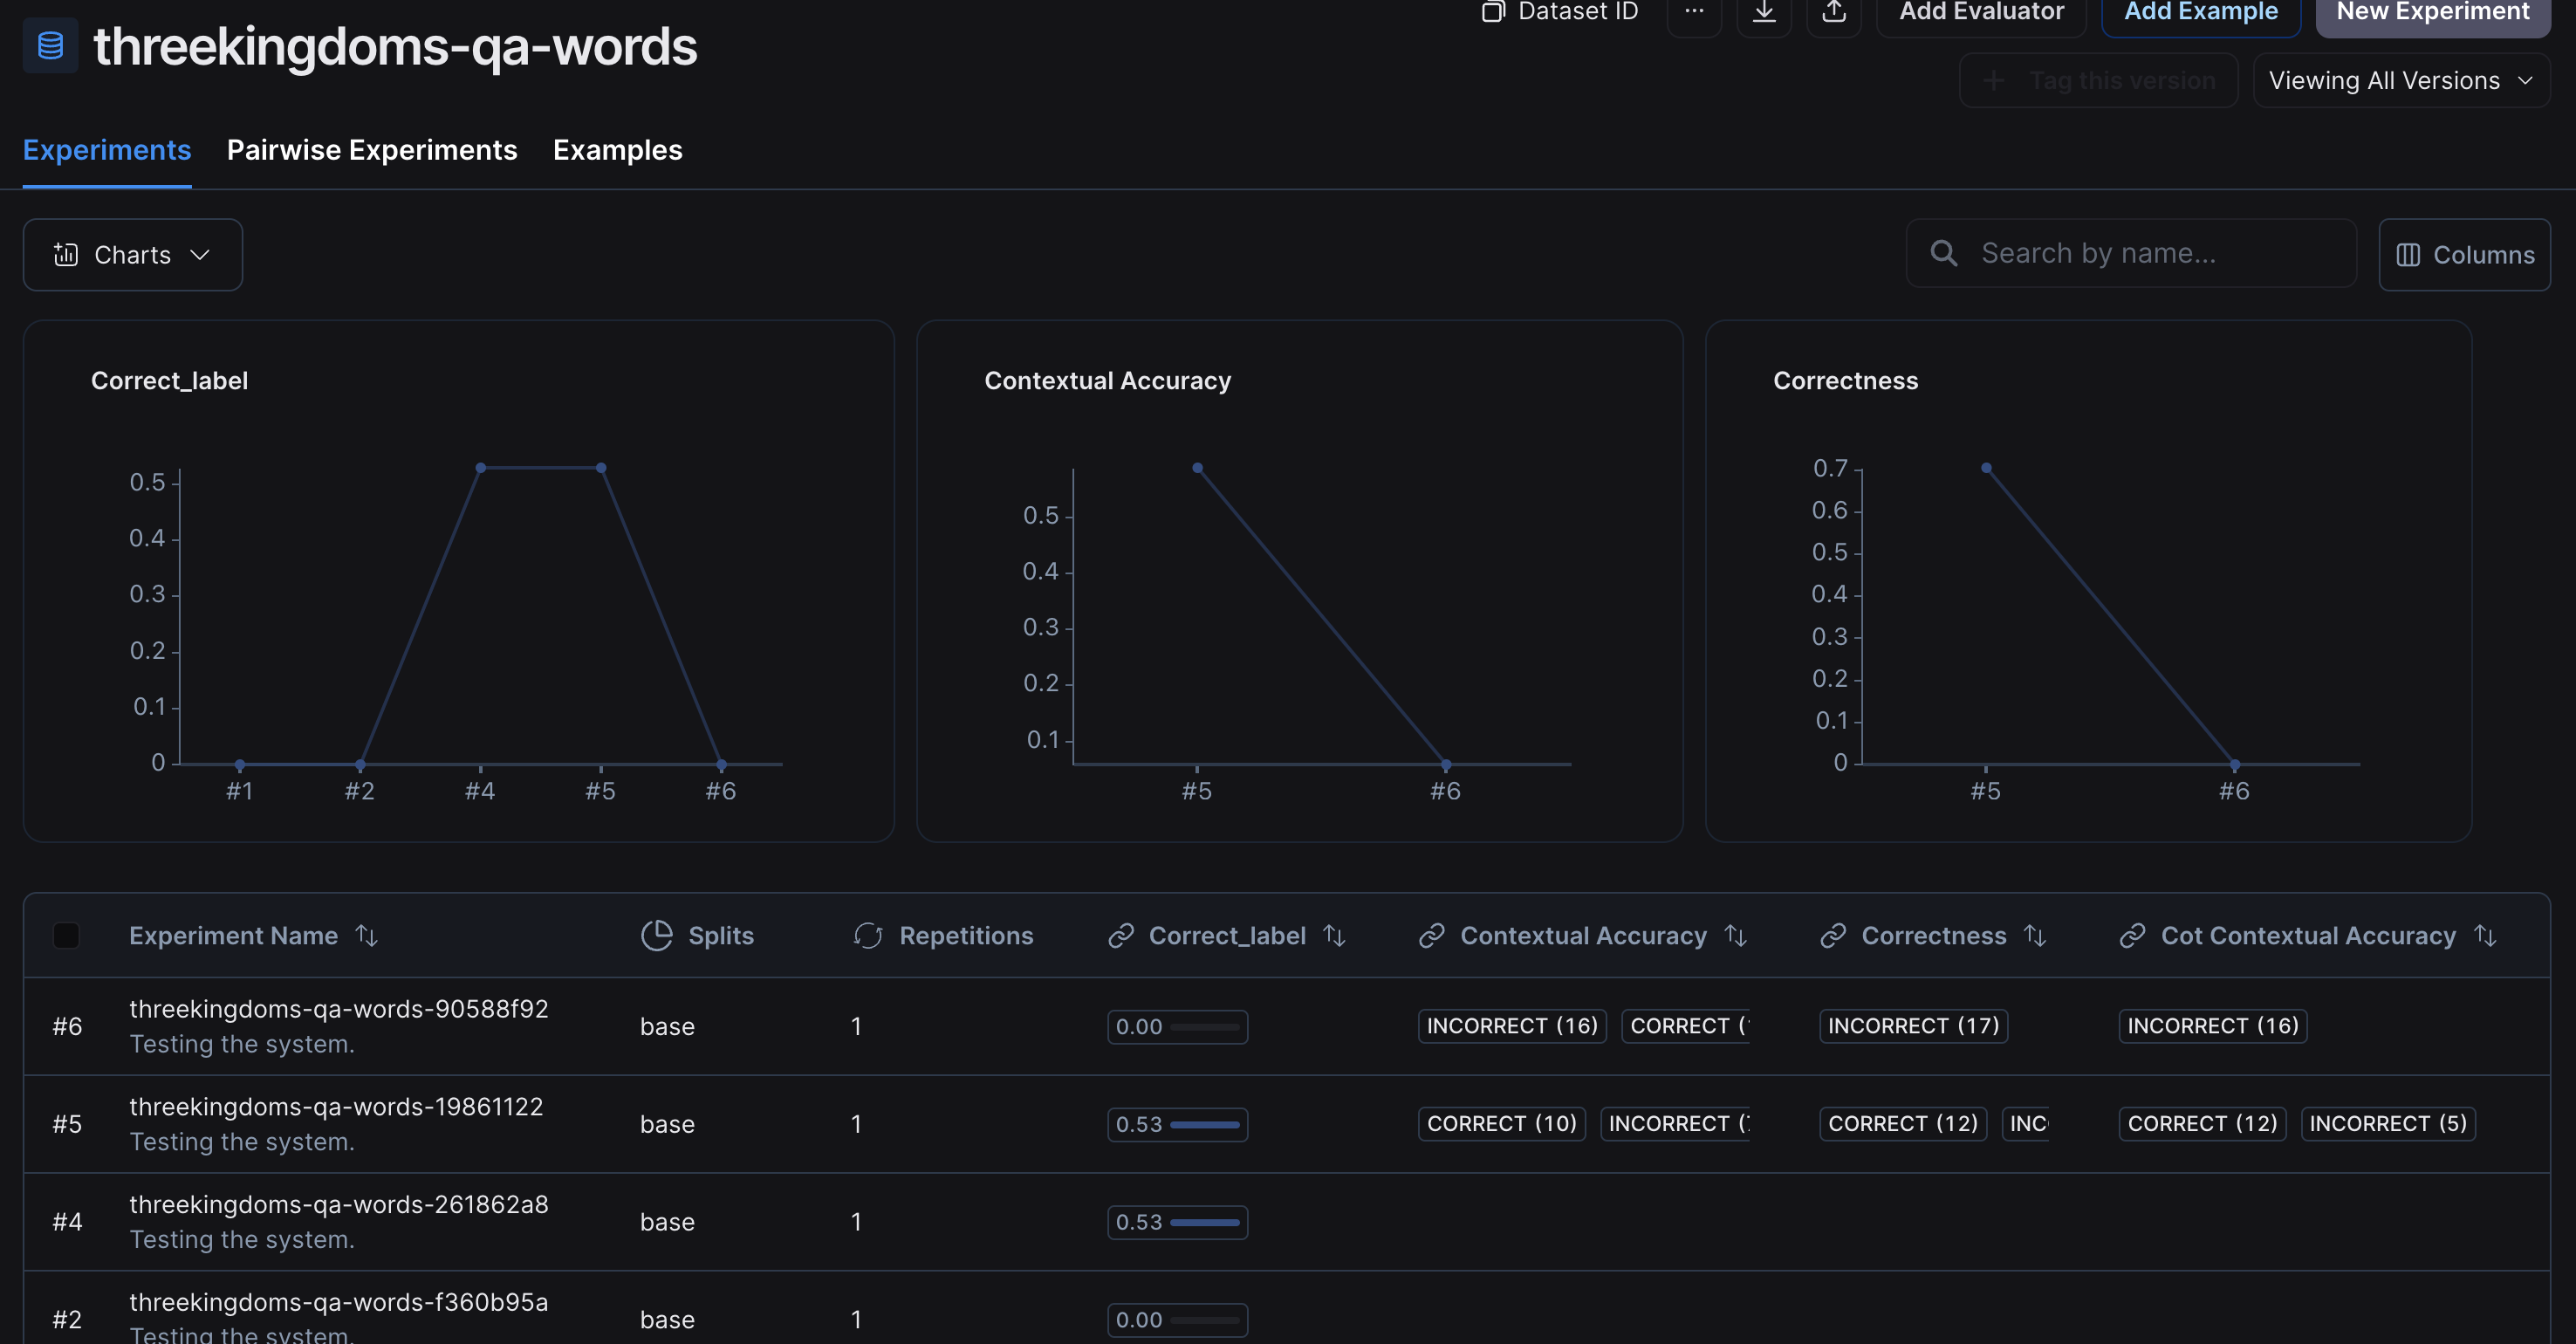 Dataset ID
Add Evaluator
Add Example
New Experiment
threekingdoms-qa-words
Tag this version
Viewing All Versions
Experiments
Pairwise Experiments
Examples
Charts
Search by name...
Columns
Correct_label
0.5
0.4
0.3
0.2
0.1
0
#1 #2 #4 #5 #6
Contextual Accuracy
0.5
0.4
0.3
0.2
0.1
#5 #6
Correctness
0.7
0.6
0.5
0.4
0.3
0.2
0.1
0
#5 #6
Experiment Name Splits Repetitions Correct_label Contextual Accuracy Correctness Cot Contextual Accuracy
#6 threekingdoms-qa-words-90588f92 base 1 0.00 INCORRECT (16) CORRECT ( INCORRECT (17) INCORRECT (16)
Testing the system.
#5 threekingdoms-qa-words-19861122 base 1 0.53 CORRECT (10) INCORRECT ( CORRECT (12) INC CORRECT (12) INCORRECT (5)
Testing the system.
#4 threekingdoms-qa-words-261862a8 base 1 0.53
Testing the system.
#2 threekingdoms-qa-words-f360b95a base 1 0.00
Testing the system.